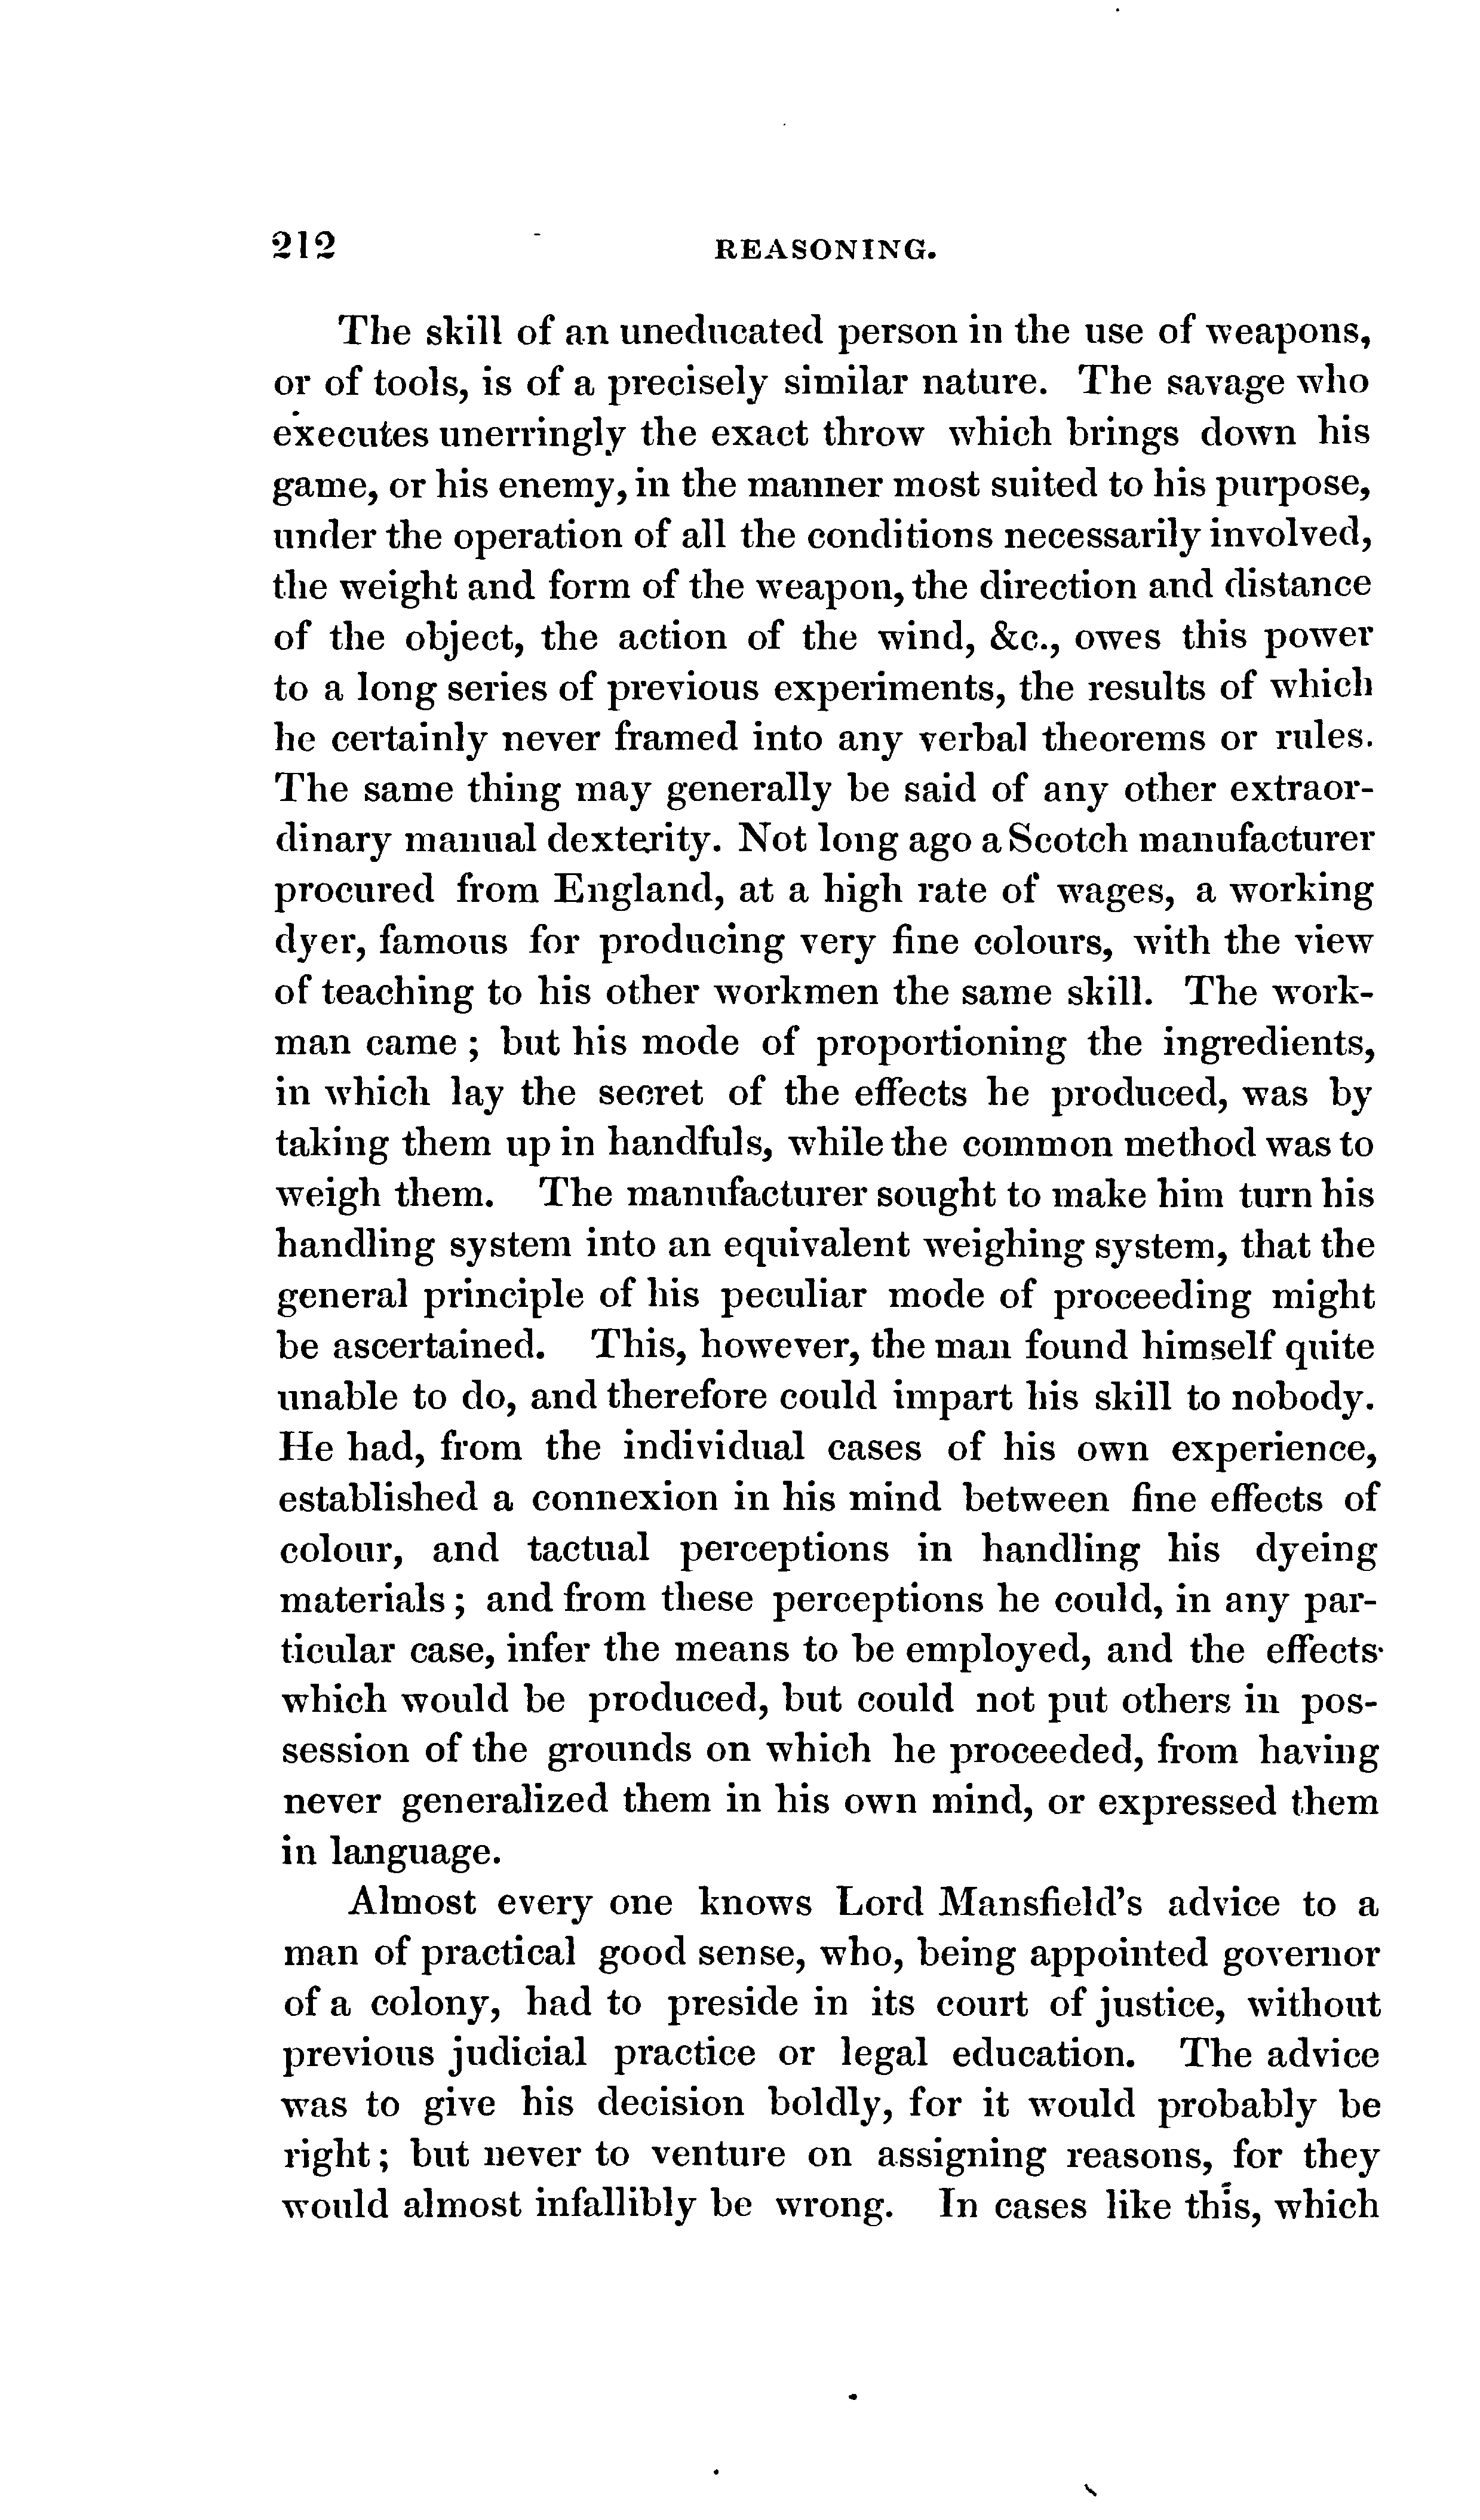 212 REASONING.
The skill of an uneducated person in the use of weapons,
or of tools, is of a precisely similar nature. The savage who
executes unerringly the exact throw which brings down his
game, or his enemy, in the manner most suited to his purpose,
under the operation of all the conditions necessarily involved,
the weight and form of the weapon, the direction and distance
of the object, the action of the wind, &c., owes this power
to a long series of previous experiments, the results of which
he certainly never framed into any verbal theorems or rules.
The same thing may generally be said of any other extraor-
dinary manual dexterity. Not long ago a Scotch manufacturer
procured from England, at a high rate of wages, a working
dyer, famous for producing very fine colours, with the view
of teaching to his other workmen the same skill. The work-
man came ; but his mode of proportioning the ingredients,
in which lay the secret of the effects he produced, was by
taking them up in handfuls, while the common method was to
weigh them. The manufacturer sought to make him turn his
handling system into an equivalent weighing system, that the
general principle of his peculiar mode of proceeding might
be ascertained. This, however, the man found himself quite
unable to do, and therefore could impart his skill to nobody.
He had, from the individual cases of his own experience,
established a connexion in his mind between fine effects of
colour, and tactual perceptions in handling his dyeing
materials ; and from these perceptions he could, in any par-
ticular case, infer the means to be employed, and the effects
which would be produced, but could not put others in pos-
session of the grounds on which he proceeded, from having
never generalized them in his own mind, or expressed them
in language.
Almost every one knows Lord Mansfield's advice to a
man of practical good sense, who, being appointed governor
of a colony, had to preside in its court of justice, without
previous judicial practice or legal education. The advice
was to give his decision boldly, for it would probably be
right ; but never to venture on assigning reasons, for they
would almost infallibly be wrong. In cases like this, which